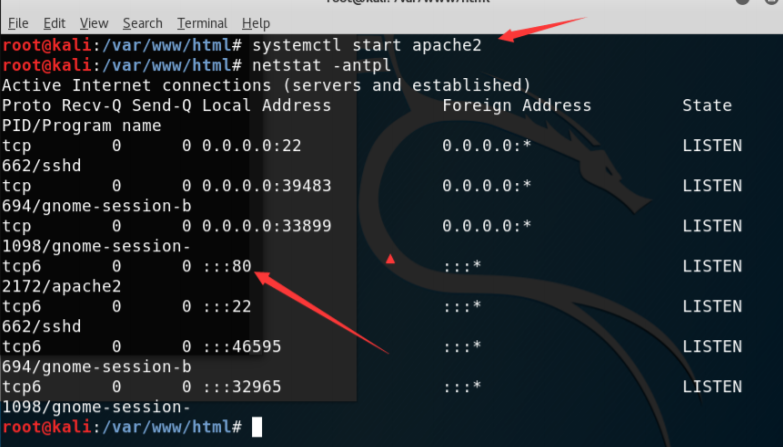 File Edit View Search Terminal Help
root@kali:/var/www/html# systemctl start apache2
root@kali:/var/www/html# netstat -antpl
Active Internet connections (servers and established)
Proto Recv-Q Send-Q Local Address           Foreign Address         State
PID/Program name
tcp        0      0 0.0.0.0:22              0.0.0.0:*               LISTEN
662/sshd
tcp        0      0 0.0.0.0:39483           0.0.0.0:*               LISTEN
694/gnome-session-b
tcp        0      0 0.0.0.0:33899           0.0.0.0:*               LISTEN
1098/gnome-session-
tcp6       0      0 :::80                   :::*                    LISTEN
2172/apache2
tcp6       0      0 :::22                   :::*                    LISTEN
662/sshd
tcp6       0      0 :::46595                :::*                    LISTEN
694/gnome-session-b
tcp6       0      0 :::32965                :::*                    LISTEN
1098/gnome-session-
root@kali:/var/www/html#